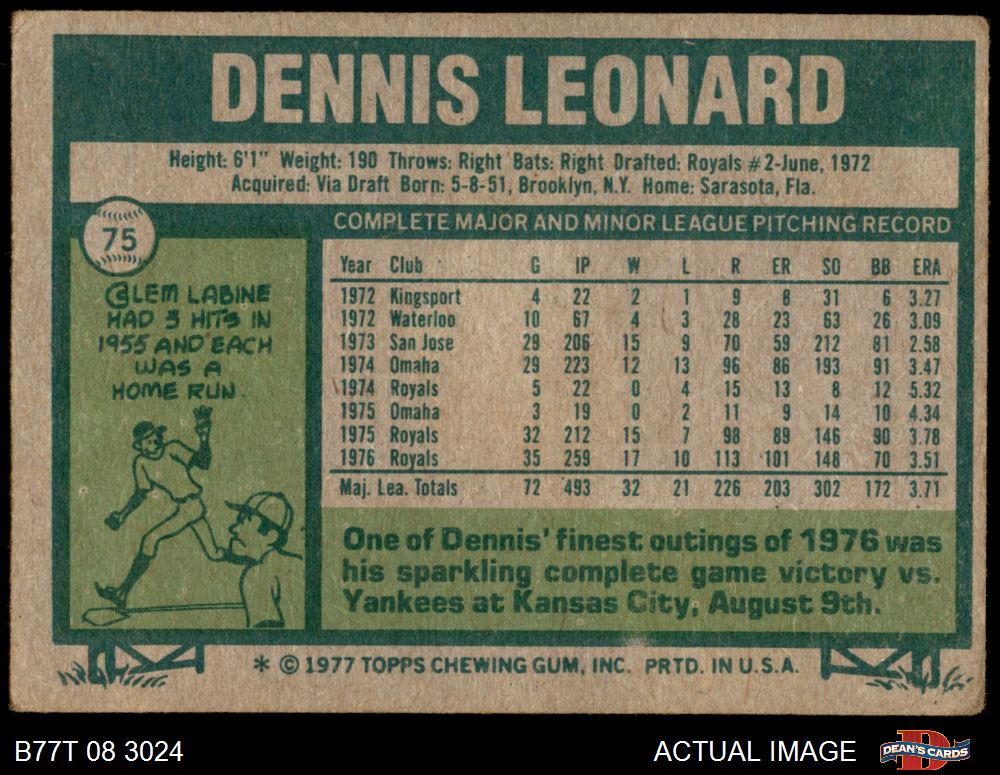 DENNIS LEONARD
Height: 6'1" Weight: 190 Throws: Right Bats: Right Drafted: Royals #2-June, 1972
Acquired: Via Draft Born: 5-8-51, Brooklyn, N.Y. Home: Sarasota, Fla.
75
CLEM LABINE
HAD 3 HITS IN
1955 AND EACH
WAS A
HOME RUN.
COMPLETE MAJOR AND MINOR LEAGUE PITCHING RECORD
Year Club G IP W L R ER SO BB ERA
1972 Kingsport 4 22 2 1 9 8 31 6 3.27
1972 Waterloo 10 67 4 3 28 23 63 26 3.09
1973 San Jose 29 206 15 9 70 59 212 81 2.58
1974 Omaha 29 223 12 13 96 86 193 91 3.47
1974 Royals 5 22 0 4 15 13 8 12 5.32
1975 Omaha 3 19 0 2 11 9 14 10 4.34
1975 Royals 32 212 15 7 98 89 146 90 3.78
1976 Royals 35 259 17 10 113 101 148 70 3.51
Maj. Lea. Totals 72 493 32 21 226 203 302 172 3.71
One of Dennis' finest outings of 1976 was
his sparkling complete game victory vs.
Yankees at Kansas City, August 9th.
* © 1977 TOPPS CHEWING GUM, INC. PRTD. IN U.S.A.
B77T 08 3024
ACTUAL IMAGE
DEAN'S CARDS